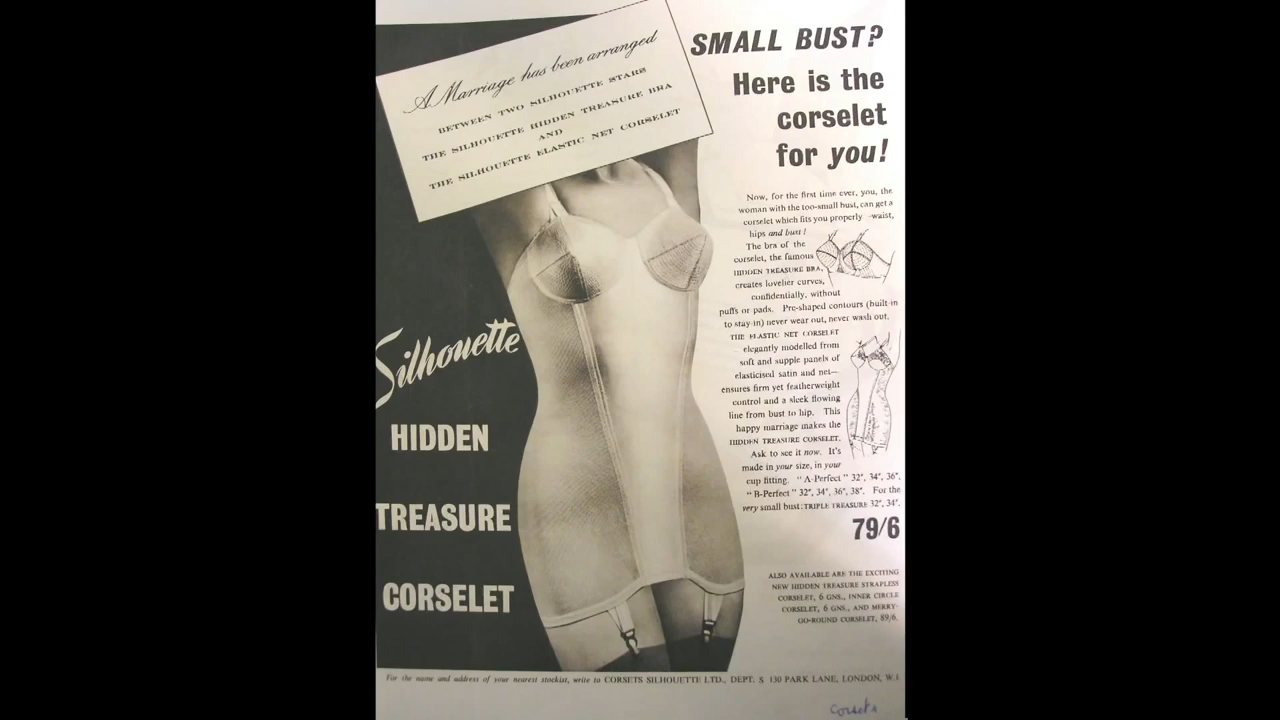 A Marriage has been arranged
BETWEEN TWO SILHOUETTE STARS
THE SILHOUETTE HIDDEN TREASURE BRA
AND
THE SILHOUETTE ELASTIC NET CORSELET
SMALL BUST?
Here is the
corselet
for you!
Now, for the first time ever, you, the
woman with the too-small bust, can get a
corselet which fits you properly—waist,
hips and bust!
The bra of the
corselet, the famous
HIDDEN TREASURE BRA,
creates lovelier curves,
confidentially, without
puffs or pads. Pre-shaped contours (built-in
to stay-in) never wear out, never wash out.
THE ELASTIC NET CORSELET
elegantly modelled from
soft and supple panels of
elasticised satin and net—
ensures firm yet featherweight
control and a sleek flowing
line from bust to hip. This
happy marriage makes the
HIDDEN TREASURE CORSELET.
Ask to see it now. It's
made in your size, in your
cup fitting. "A-Perfect" 32", 34", 36".
"B-Perfect" 32", 34", 36", 38". For the
very small bust: TRIPLE TREASURE 32", 34".
79/6
ALSO AVAILABLE ARE THE EXCITING
NEW HIDDEN TREASURE STRAPLESS
CORSELET, 6 GNS., INNER CIRCLE
CORSELET, 6 GNS., AND MERRY-
GO-ROUND CORSELET, 89/6.
Silhouette
HIDDEN
TREASURE
CORSELET
For the name and address of your nearest stockist, write to CORSETS SILHOUETTE LTD., DEPT. S 130 PARK LANE, LONDON, W.1
Corsets